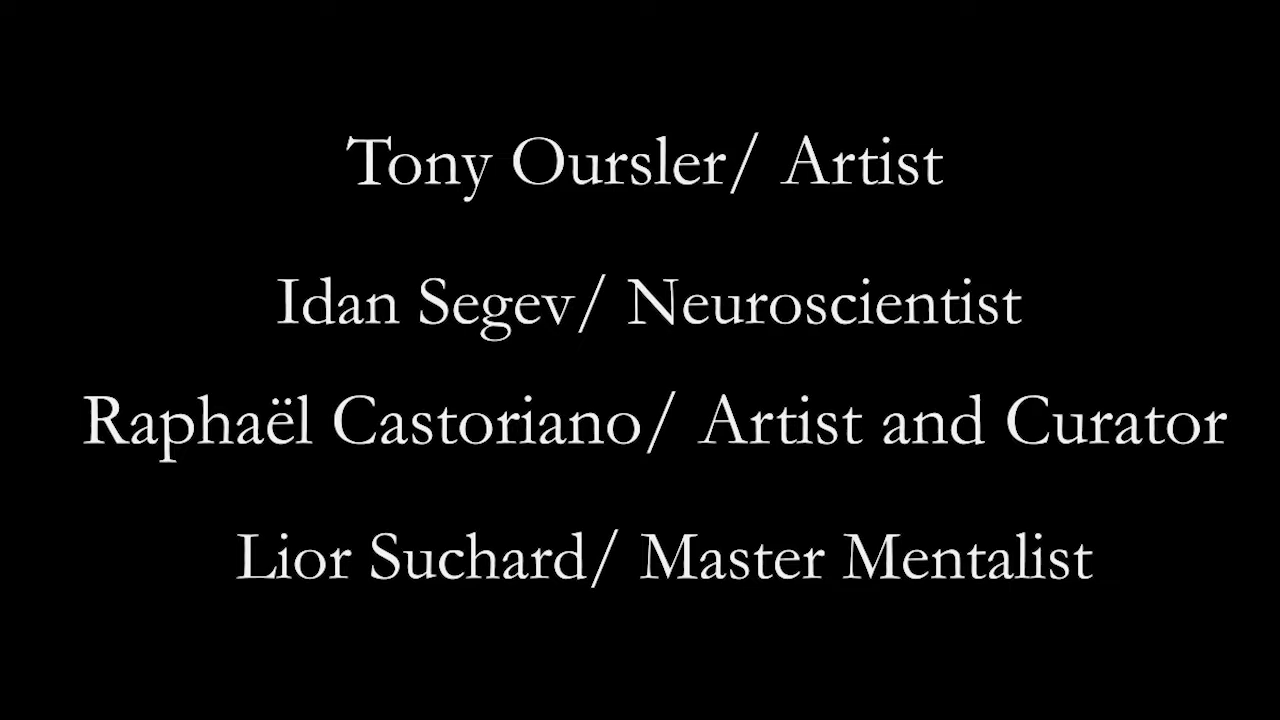 Tony Oursler/ Artist
Idan Segev/ Neuroscientist
Raphaël Castoriano/ Artist and Curator
Lior Suchard/ Master Mentalist